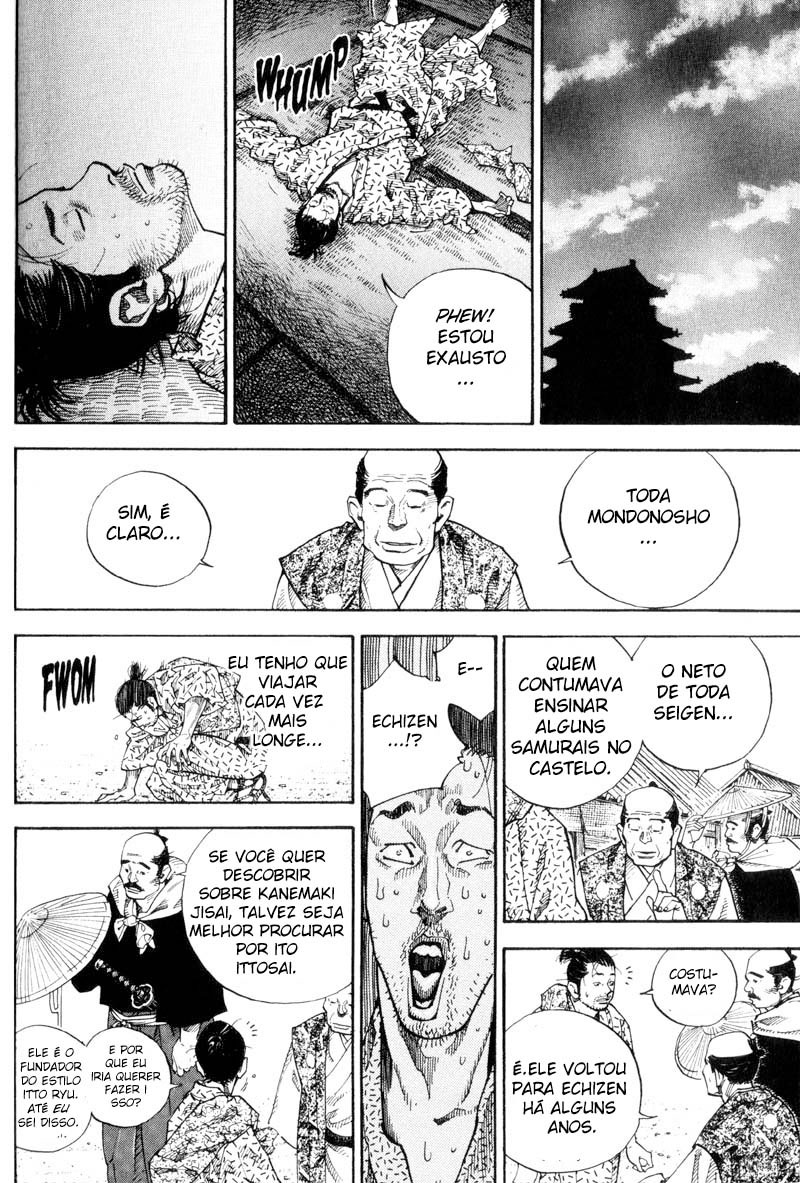 WHUMP
PHEW!
ESTOU
EXAUSTO
...
TODA
MONDONOSHO
...
SIM, É
CLARO...
O NETO
DE TODA
SEIGEN...
QUEM
CONTUMAVA
ENSINAR
ALGUNS
SAMURAIS NO
CASTELO.
COSTU-
MAVA?
É.ELE VOLTOU
PARA ECHIZEN
HÁ ALGUNS
ANOS.
E--
ECHIZEN
...!?
EU TENHO QUE
VIAJAR
CADA VEZ
MAIS
LONGE...
FWOM
SE VOCÊ QUER
DESCOBRIR
SOBRE KANEMAKI
JISAI, TALVEZ SEJA
MELHOR PROCURAR
POR ITO
ITTOSAI.
E POR
QUE EU
IRIA QUERER
FAZER I
SSO?
ELE É O
FUNDADOR
DO ESTILO
ITTO RYU.
ATÉ EU
SEI DISSO.
...